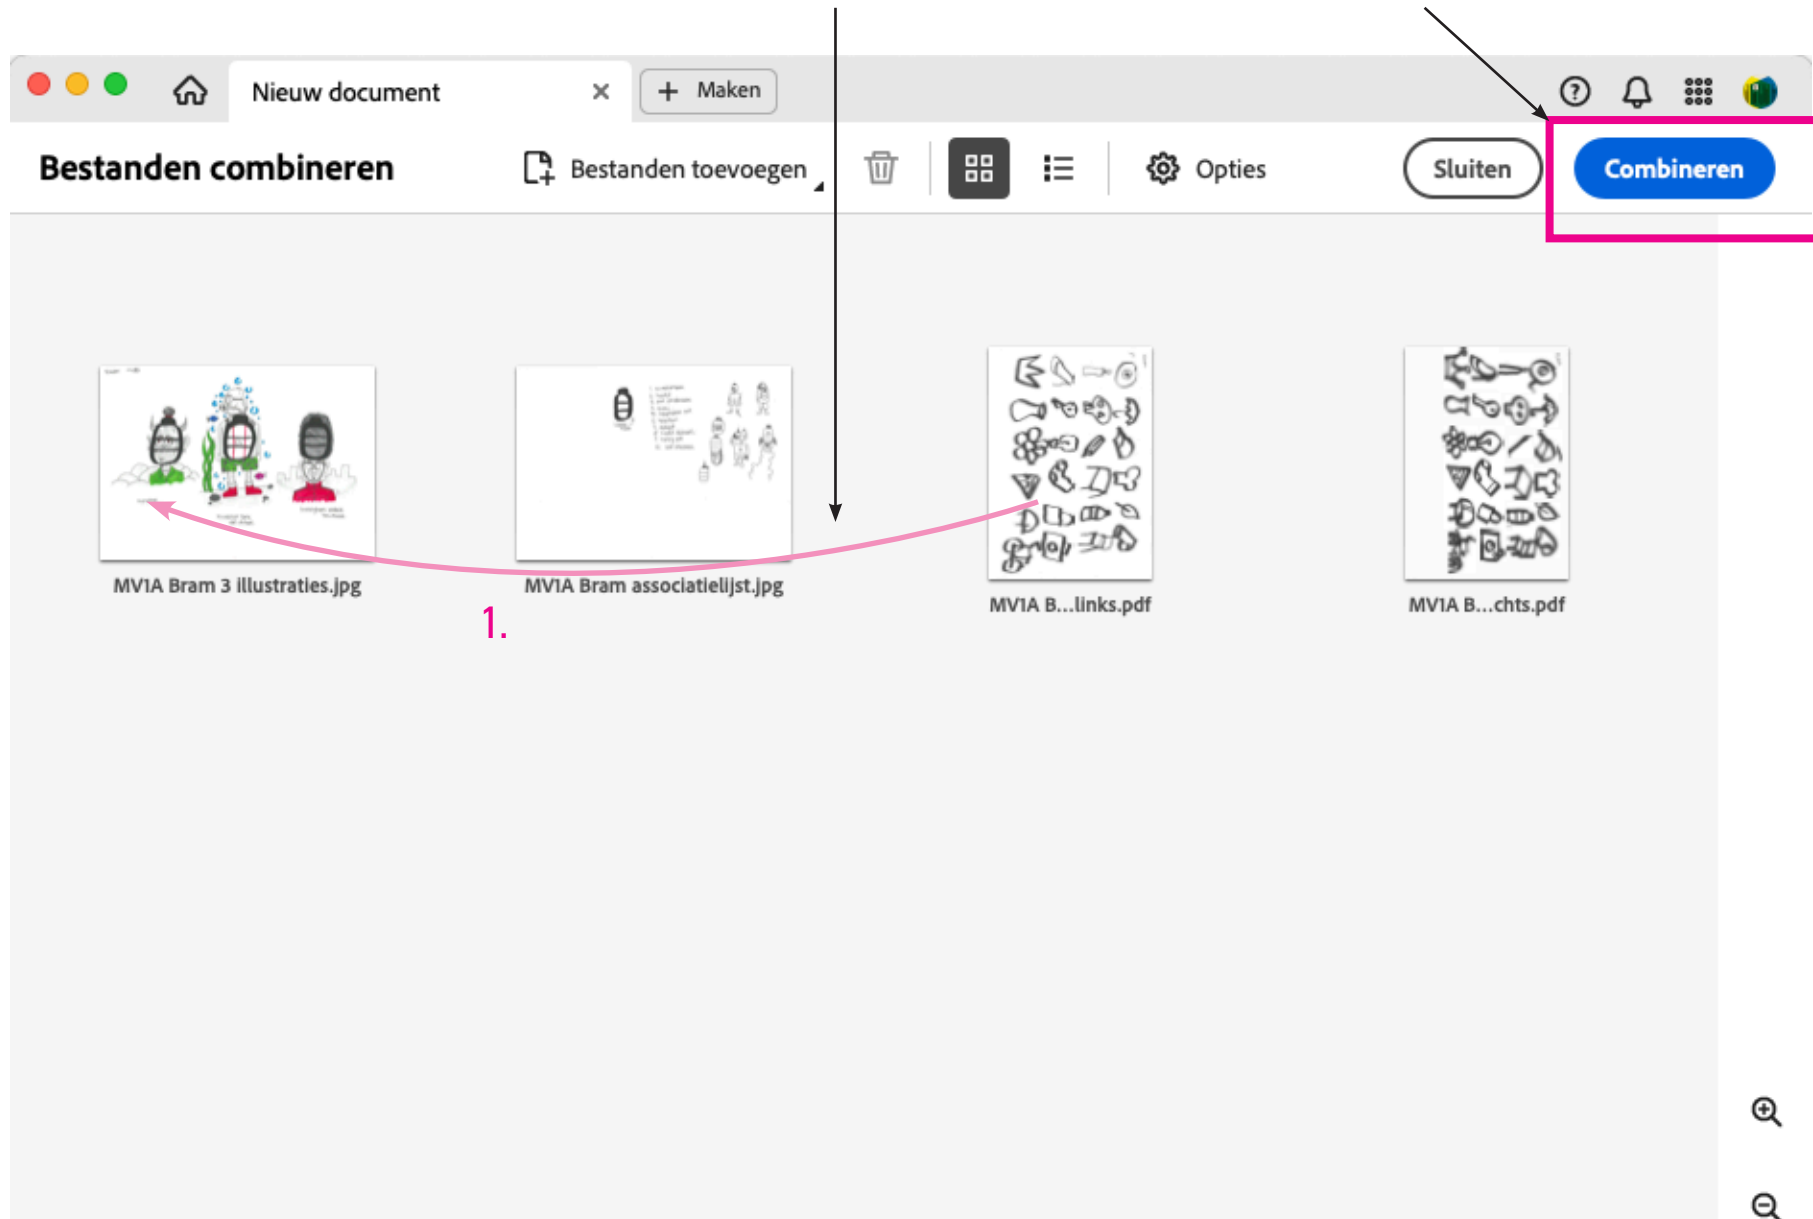 Nieuw document
Maken
Bestanden combineren
Bestanden toevoegen
Opties
Sluiten
Combineren
MV1A Bram 3 illustraties.jpg
MV1A Bram associatielijst.jpg
MV1A B...links.pdf
MV1A B...chts.pdf
1.